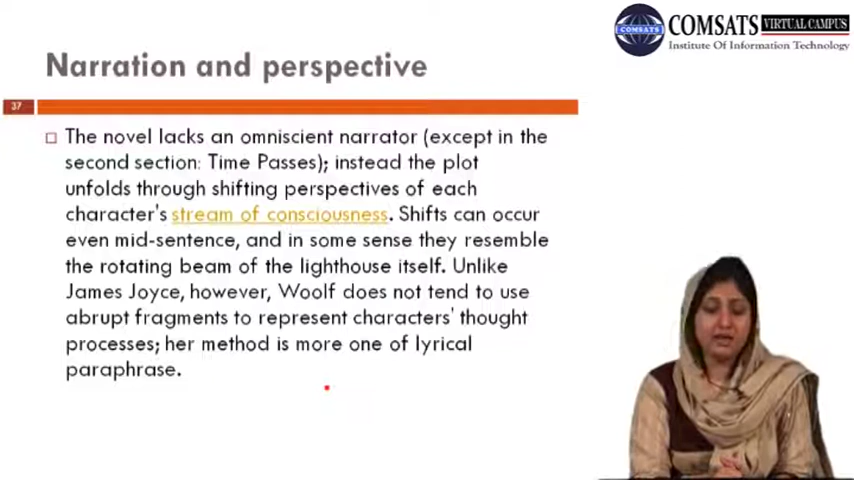 COMSATS VIRTUAL CAMPUS
Institute Of Information Technology
COMSATS
Narration and perspective
37
The novel lacks an omniscient narrator (except in the
second section: Time Passes); instead the plot
unfolds through shifting perspectives of each
character's stream of consciousness. Shifts can occur
even mid-sentence, and in some sense they resemble
the rotating beam of the lighthouse itself. Unlike
James Joyce, however, Woolf does not tend to use
abrupt fragments to represent characters' thought
processes; her method is more one of lyrical
paraphrase.